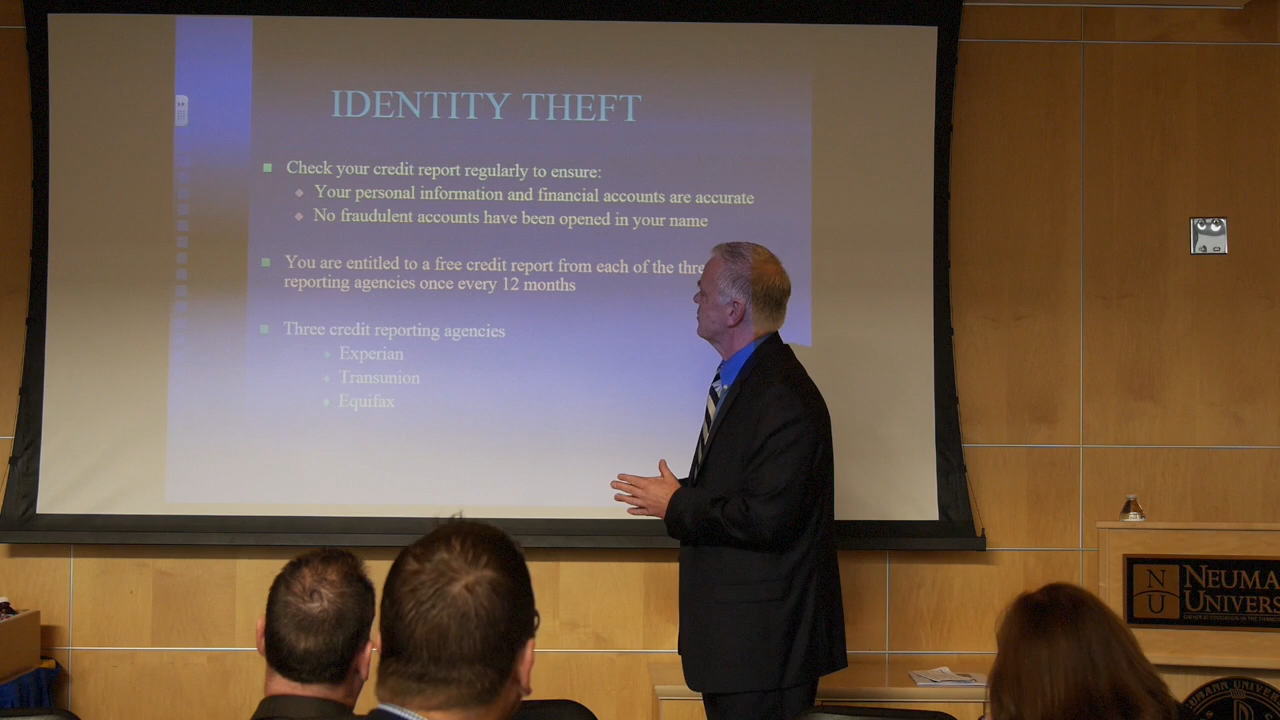 IDENTITY THEFT
Check your credit report regularly to ensure:
Your personal information and financial accounts are accurate
No fraudulent accounts have been opened in your name
You are entitled to a free credit report from each of the thre
reporting agencies once every 12 months
Three credit reporting agencies
Experian
Transunion
Equifax
NU
NEUMA
UNIVERS